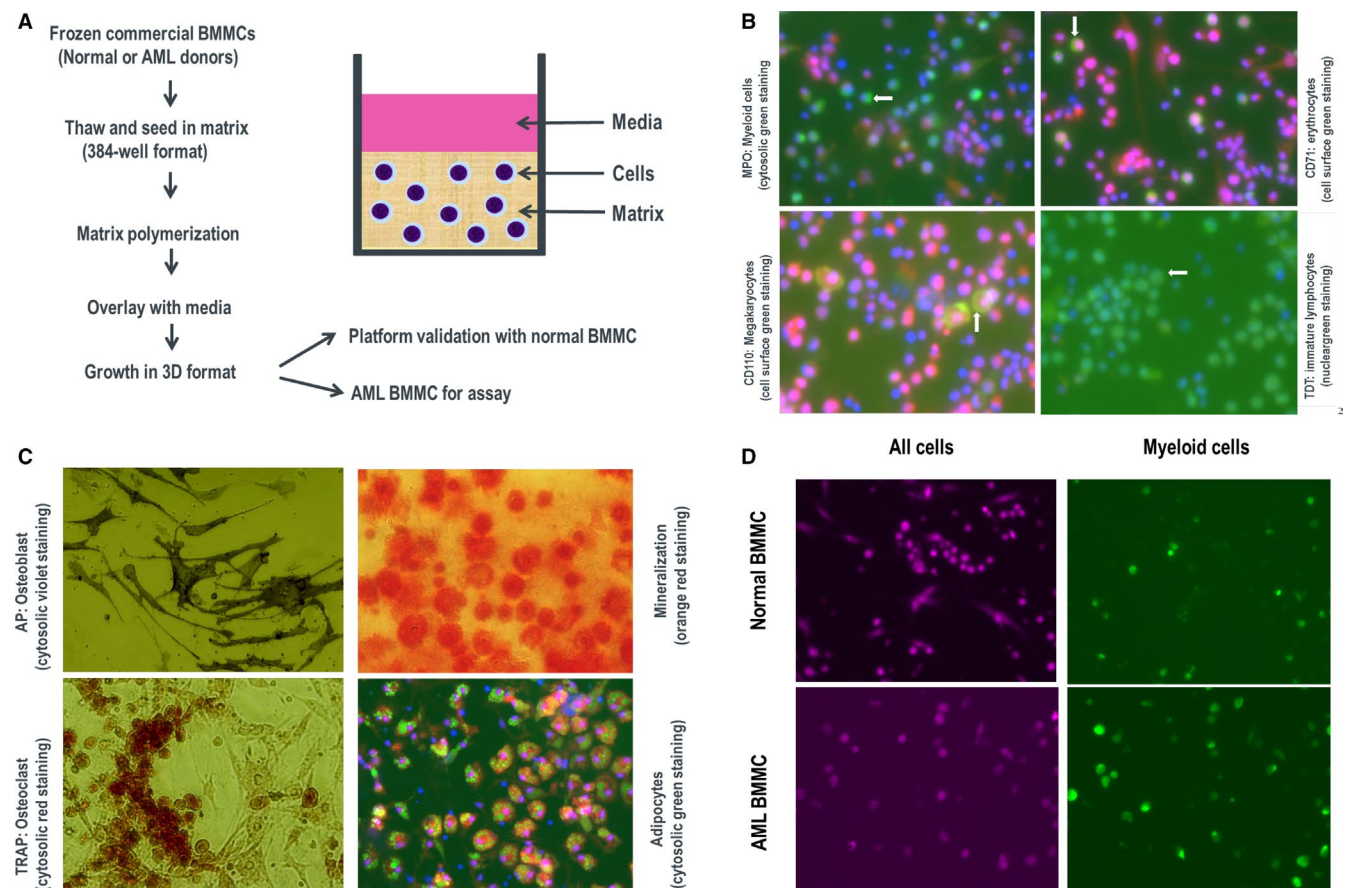 A
Frozen commercial BMMCs
(Normal or AML donors)
Thaw and seed in matrix
(384-well format)
Matrix polymerization
Overlay with media
Growth in 3D format
Platform validation with normal BMMC
AML BMMC for assay
Media
Cells
Matrix
B
MPO: Myeloid cells
(cytosolic green staining)
CD71: erythrocytes
(cell surface green staining)
CD110: Megakaryocytes
(cell surface green staining)
TDT: immature lymphocytes
(nucleargreen staining)
2
C
AP: Osteoblast
(cytosolic violet staining)
Mineralization
(orange red staining)
TRAP: Osteoclast
(cytosolic red staining)
Adipocytes
(cytosolic green staining)
D
All cells
Myeloid cells
Normal BMMC
AML BMMC